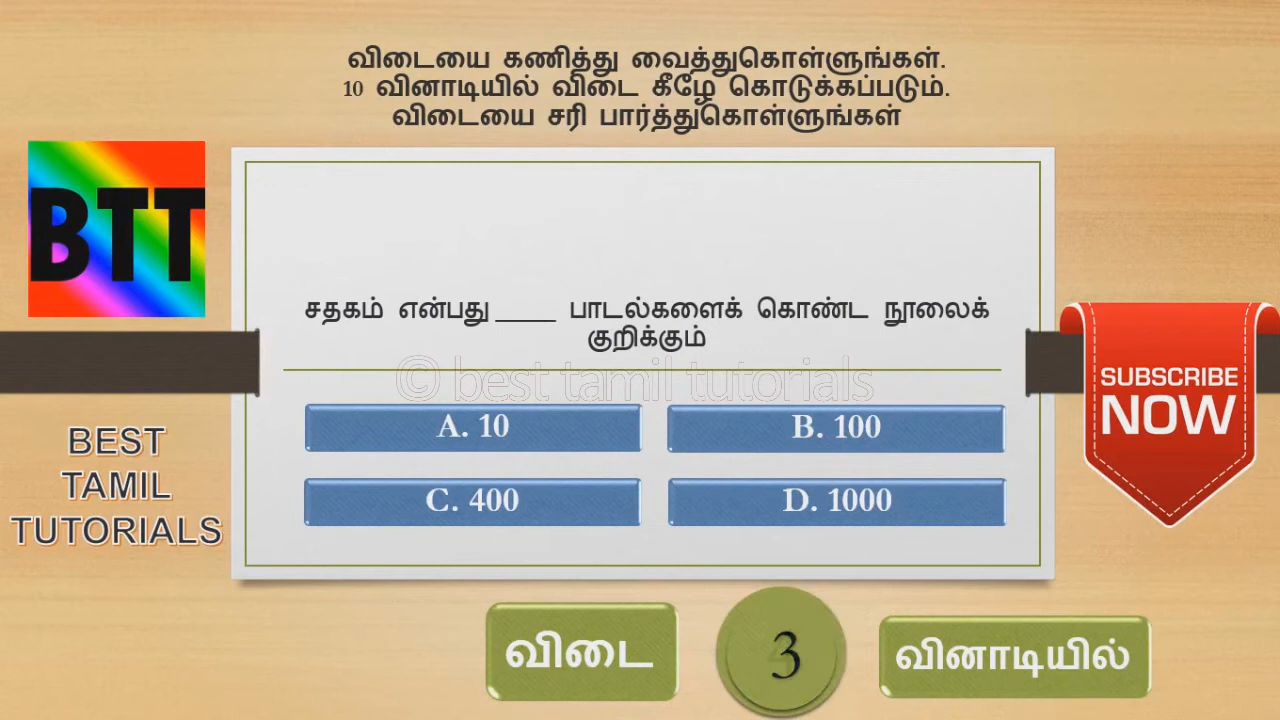 விடையை கணித்து வைத்துகொள்ளுங்கள்.
10 வினாடியில் விடை கீழே கொடுக்கப்படும்.
விடையை சரி பார்த்துகொள்ளுங்கள்
BTT
சதகம் என்பது ____ பாடல்களைக் கொண்ட நூலைக்
குறிக்கும்
© best tamil tutorials
A. 10
B. 100
C. 400
D. 1000
BEST
TAMIL
TUTORIALS
SUBSCRIBE
NOW
விடை
3
வினாடியில்